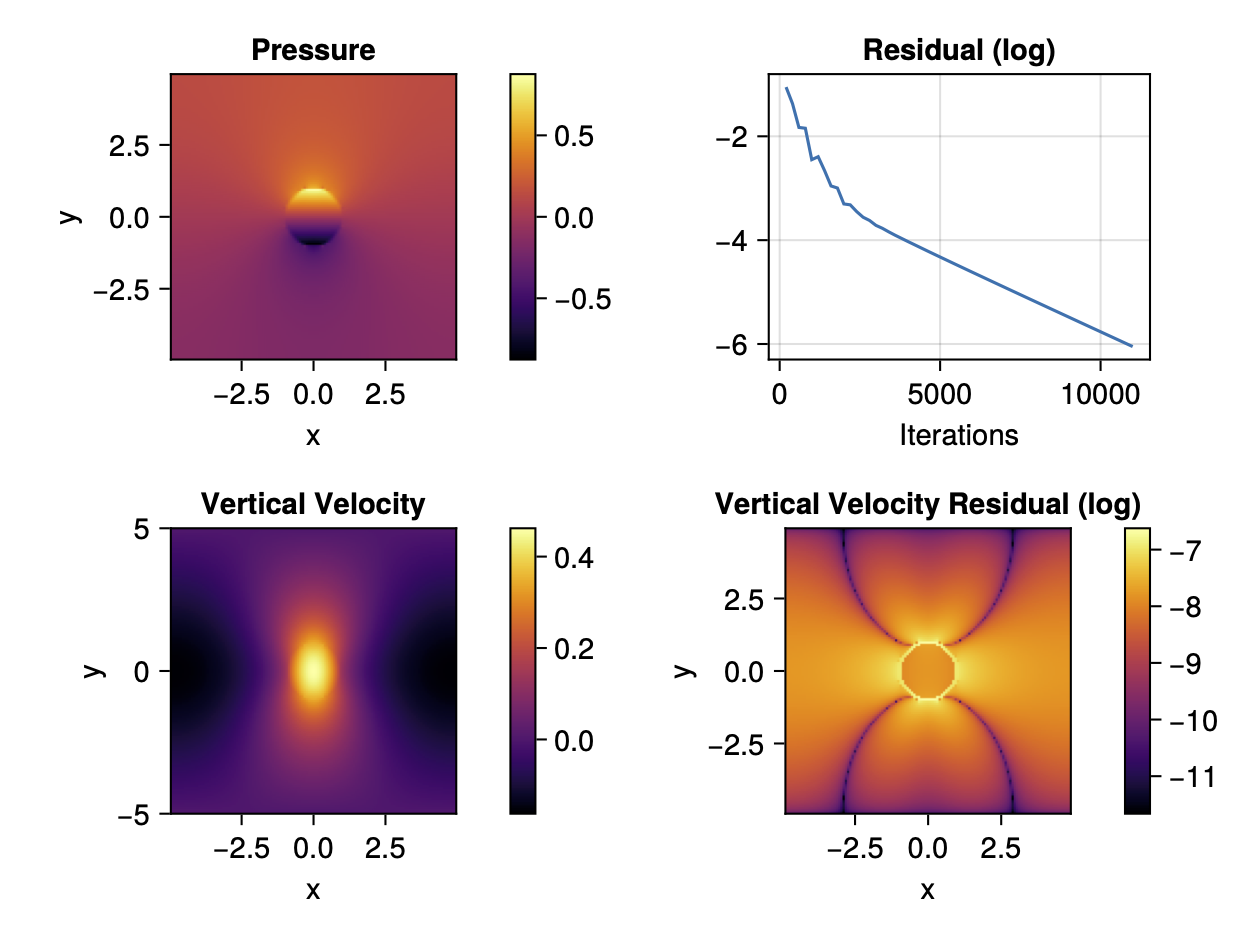 Pressure
2.5
0.0
−2.5
y
−2.5 0.0 2.5
x
0.5
0.0
−0.5
Residual (log)
−2
−4
−6
0 5000 10000
Iterations
Vertical Velocity
5
0
−5
y
−2.5 0.0 2.5
x
0.4
0.2
0.0
Vertical Velocity Residual (log)
2.5
0.0
−2.5
y
−2.5 0.0 2.5
x
−7
−8
−9
−10
−11